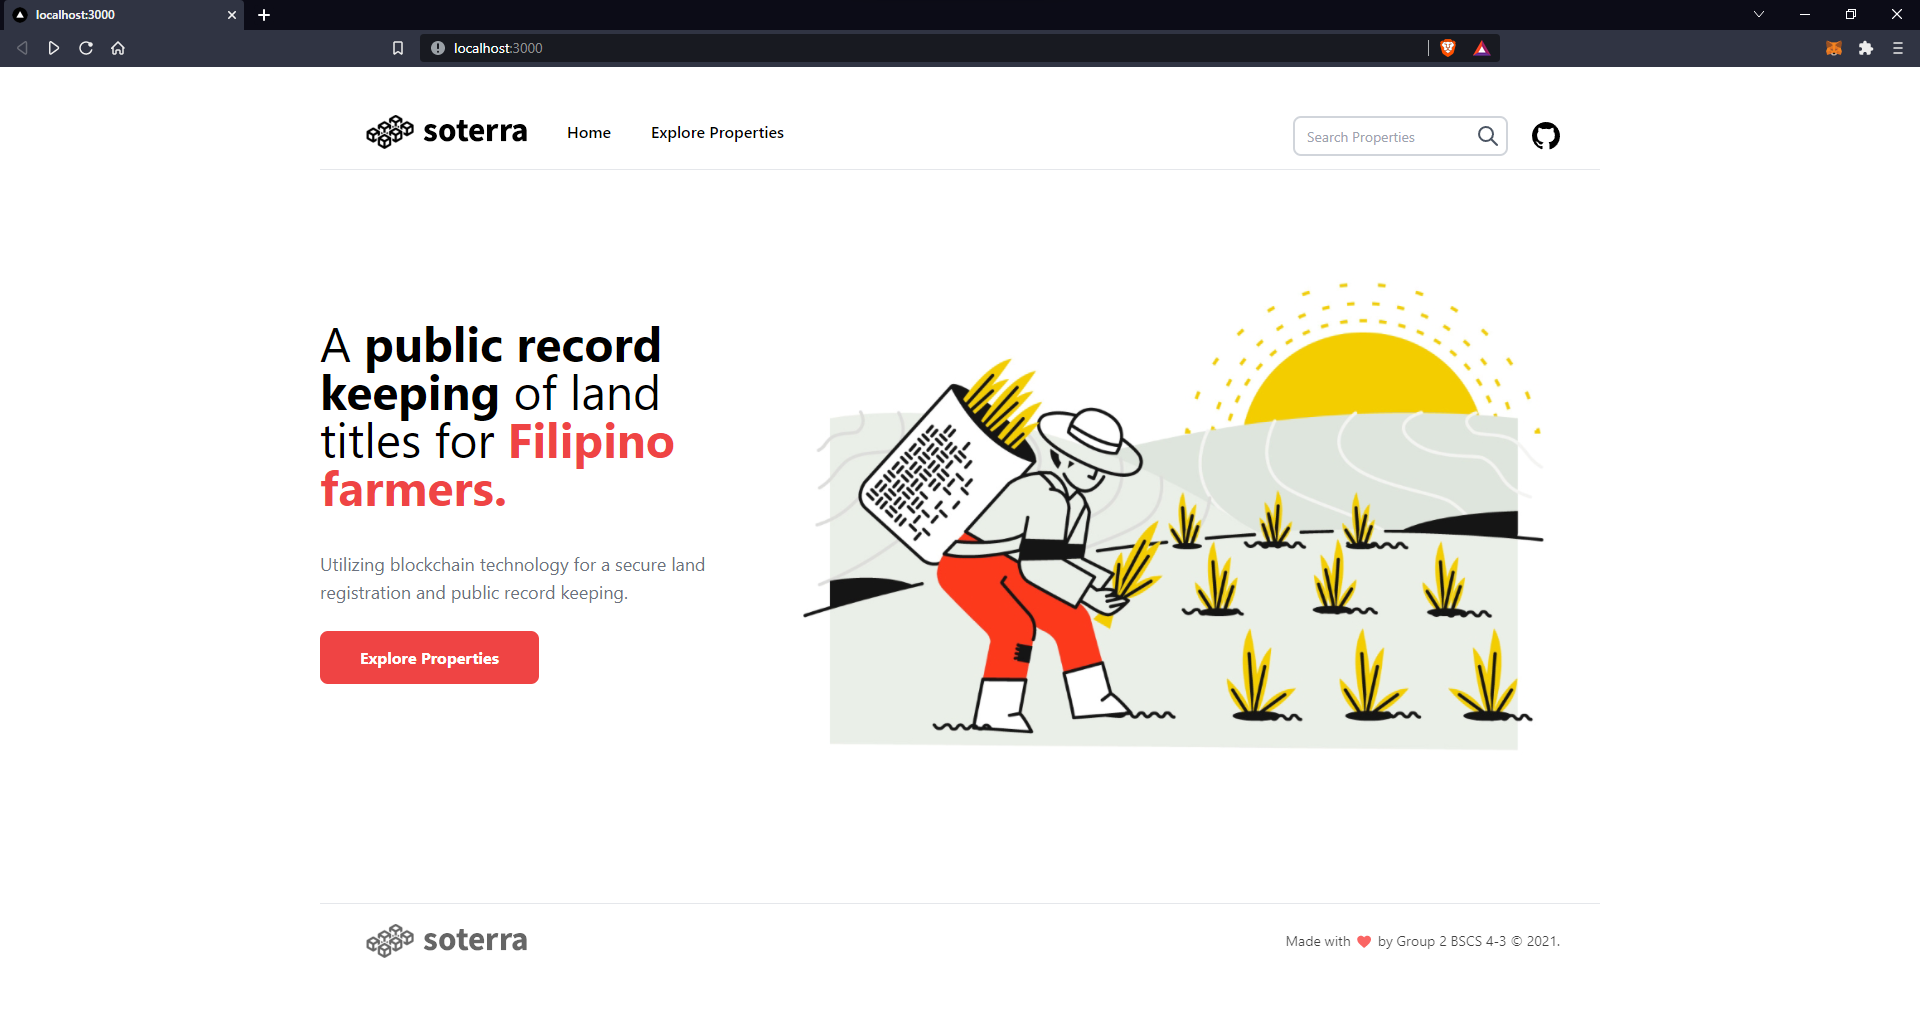 localhost:3000
localhost:3000
soterra
Home
Explore Properties
Search Properties
A public record
keeping of land
titles for Filipino
farmers.
Utilizing blockchain technology for a secure land
registration and public record keeping.
Explore Properties
soterra
Made with ❤ by Group 2 BSCS 4-3 © 2021.